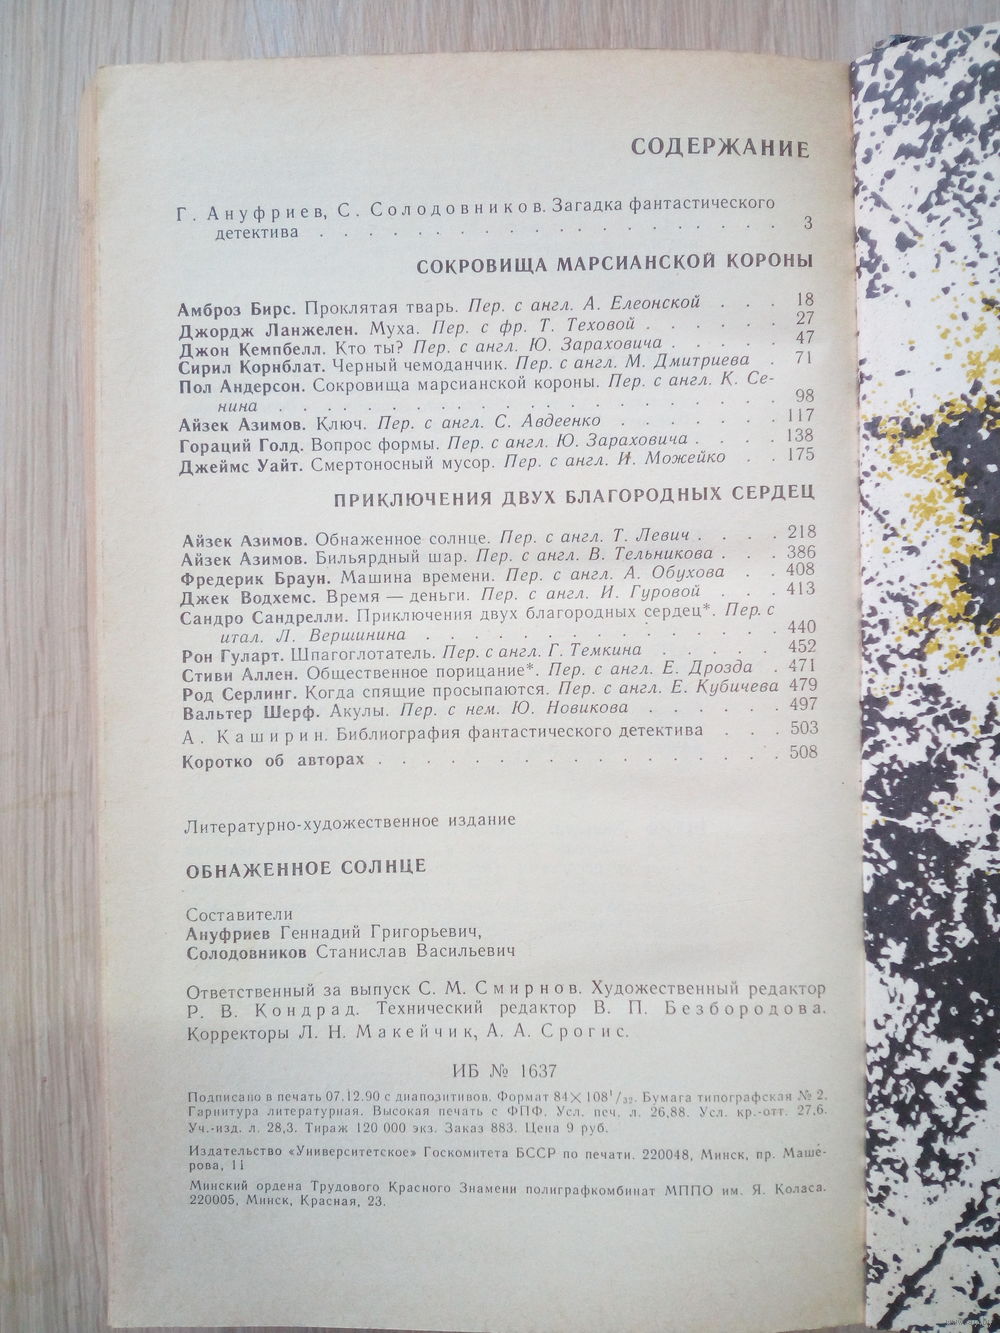 СОДЕРЖАНИЕ
Г. Ануфриев, С. Солодовников. Загадка фантастического
детектива . . . . . . . . . . . . . . . . . 3
СОКРОВИЩА МАРСИАНСКОЙ КОРОНЫ
Амброз Бирс. Проклятая тварь. Пер. с англ. А. Елеонской . . . 18
Джордж Ланжелен. Муха. Пер. с фр. Т. Теховой . . . . . . 27
Джон Кемпбелл. Кто ты? Пер. с англ. Ю. Зараховича . . . . . 47
Сирил Корнблат. Черный чемоданчик. Пер. с англ. М. Дмитриева . 71
Пол Андерсон. Сокровища марсианской короны. Пер. с англ. К. Се-
нина . . . . . . . . . . . . . . . . . . . 98
Айзек Азимов. Ключ. Пер. с англ. С. Авдеенко . . . . . . . 117
Гораций Голд. Вопрос формы. Пер. с англ. Ю. Зараховича . . . . 138
Джеймс Уайт. Смертоносный мусор. Пер. с англ. И. Можейко . . 175
ПРИКЛЮЧЕНИЯ ДВУХ БЛАГОРОДНЫХ СЕРДЕЦ
Айзек Азимов. Обнаженное солнце. Пер. с англ. Т. Левич . . . . 218
Айзек Азимов. Бильярдный шар. Пер. с англ. В. Тельникова . . . 386
Фредерик Браун. Машина времени. Пер. с англ. А. Обухова . . 408
Джек Водхемс. Время — деньги. Пер. с англ. И. Гуровой . . . 413
Сандро Сандрелли. Приключения двух благородных сердец*. Пер. с
итал. Л. Вершинина . . . . . . . . . . . . . 440
Рон Гуларт. Шпагоглотатель. Пер. с англ. Г. Темкина . . . . . 452
Стиви Аллен. Общественное порицание*. Пер. с англ. Е. Дрозда . 471
Род Серлинг. Когда спящие просыпаются. Пер. с англ. Е. Кубичева 479
Вальтер Шерф. Акулы. Пер. с нем. Ю. Новикова . . . . . . 497
А. Каширин. Библиография фантастического детектива . . . 503
Коротко об авторах . . . . . . . . . . . . . . . 508
Литературно-художественное издание
ОБНАЖЕННОЕ СОЛНЦЕ
Составители
Ануфриев Геннадий Григорьевич,
Солодовников Станислав Васильевич
Ответственный за выпуск С. М. Смирнов. Художественный редактор
Р. В. Кондрад. Технический редактор В. П. Безбородова.
Корректоры Л. Н. Макейчик, А. А. Срогис.
ИБ № 1637
Подписано в печать 07.12.90 с диапозитивов. Формат 84×108¹/₃₂. Бумага типографская № 2.
Гарнитура литературная. Высокая печать с ФПФ. Усл. печ. л. 26,88. Усл. кр.-отт. 27,6.
Уч.-изд. л. 28,3. Тираж 120 000 экз. Заказ 883. Цена 9 руб.
Издательство «Университетское» Госкомитета БССР по печати. 220048, Минск, пр. Маше-
рова, 11
Минский ордена Трудового Красного Знамени полиграфкомбинат МППО им. Я. Коласа.
220005, Минск, Красная, 23.